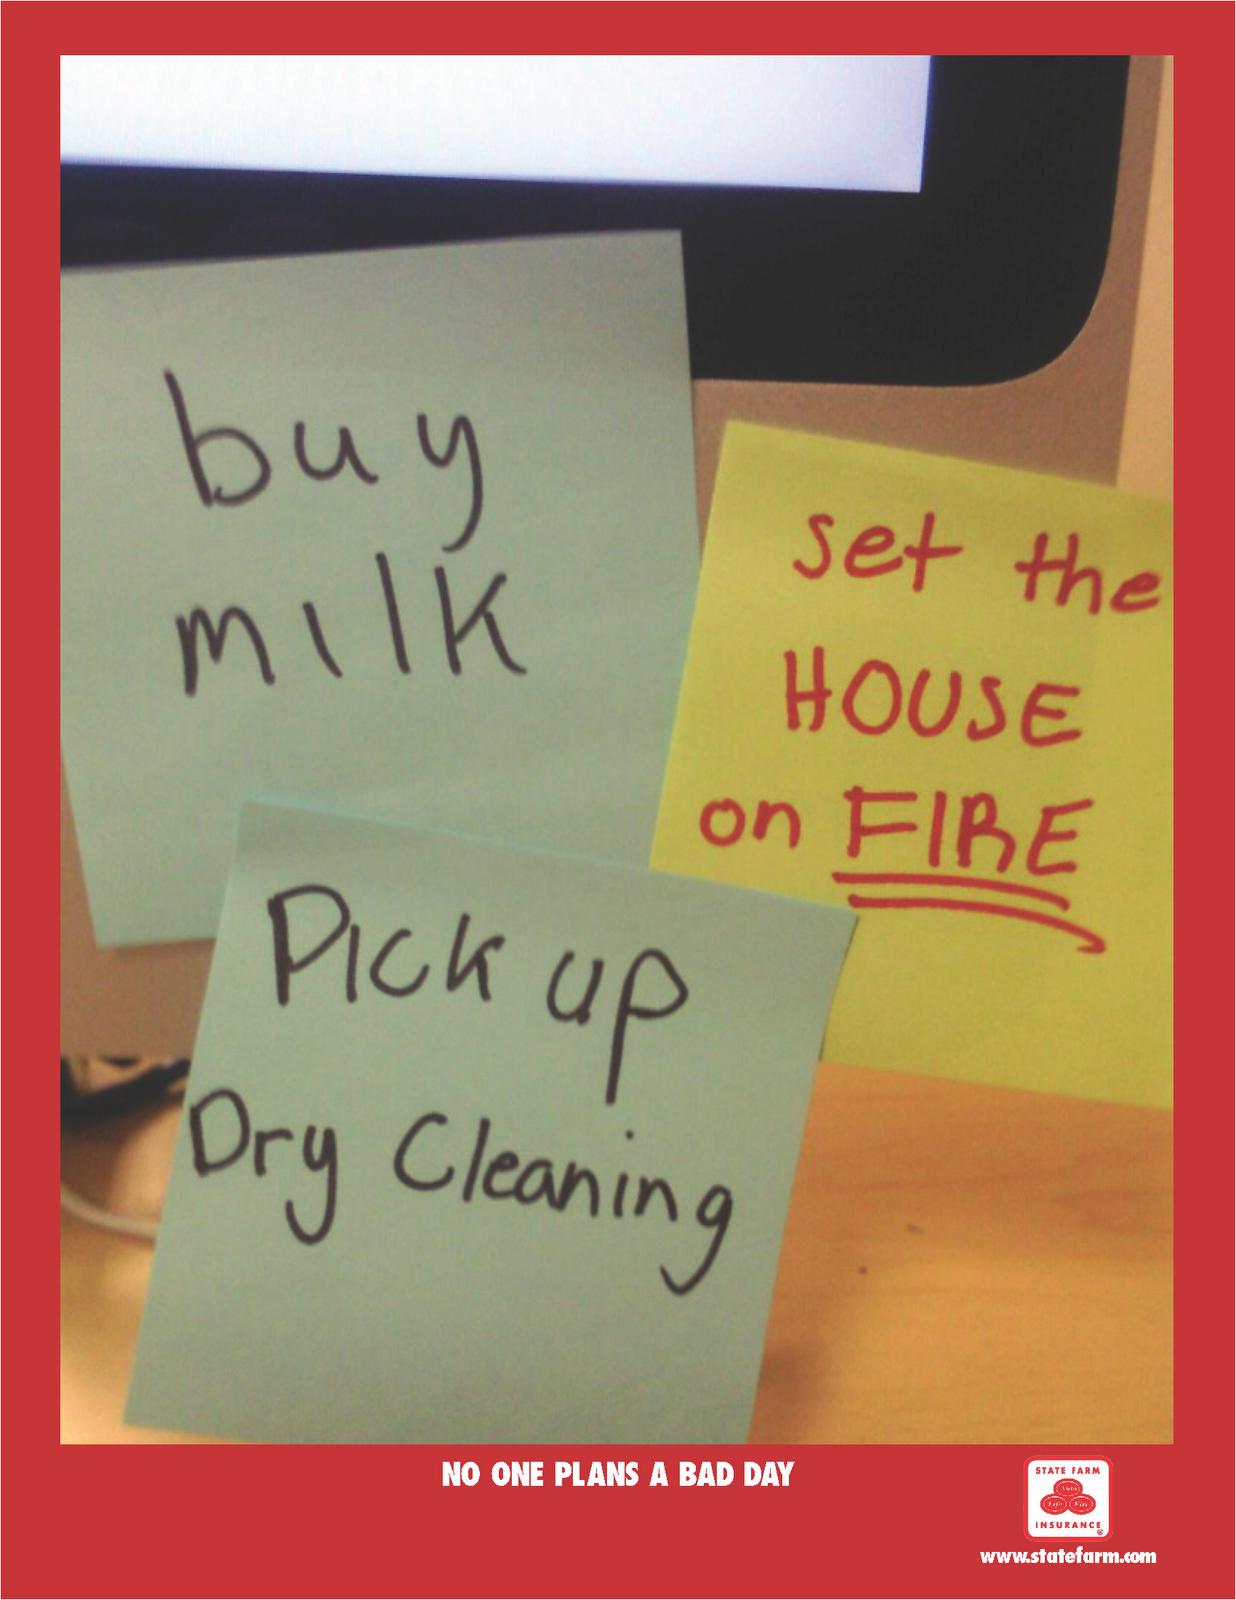 buy
milk
set the
HOUSE
on FIRE
Pick up
Dry Cleaning
NO ONE PLANS A BAD DAY
STATE FARM
Auto
Life Fire
INSURANCE
®
www.statefarm.com